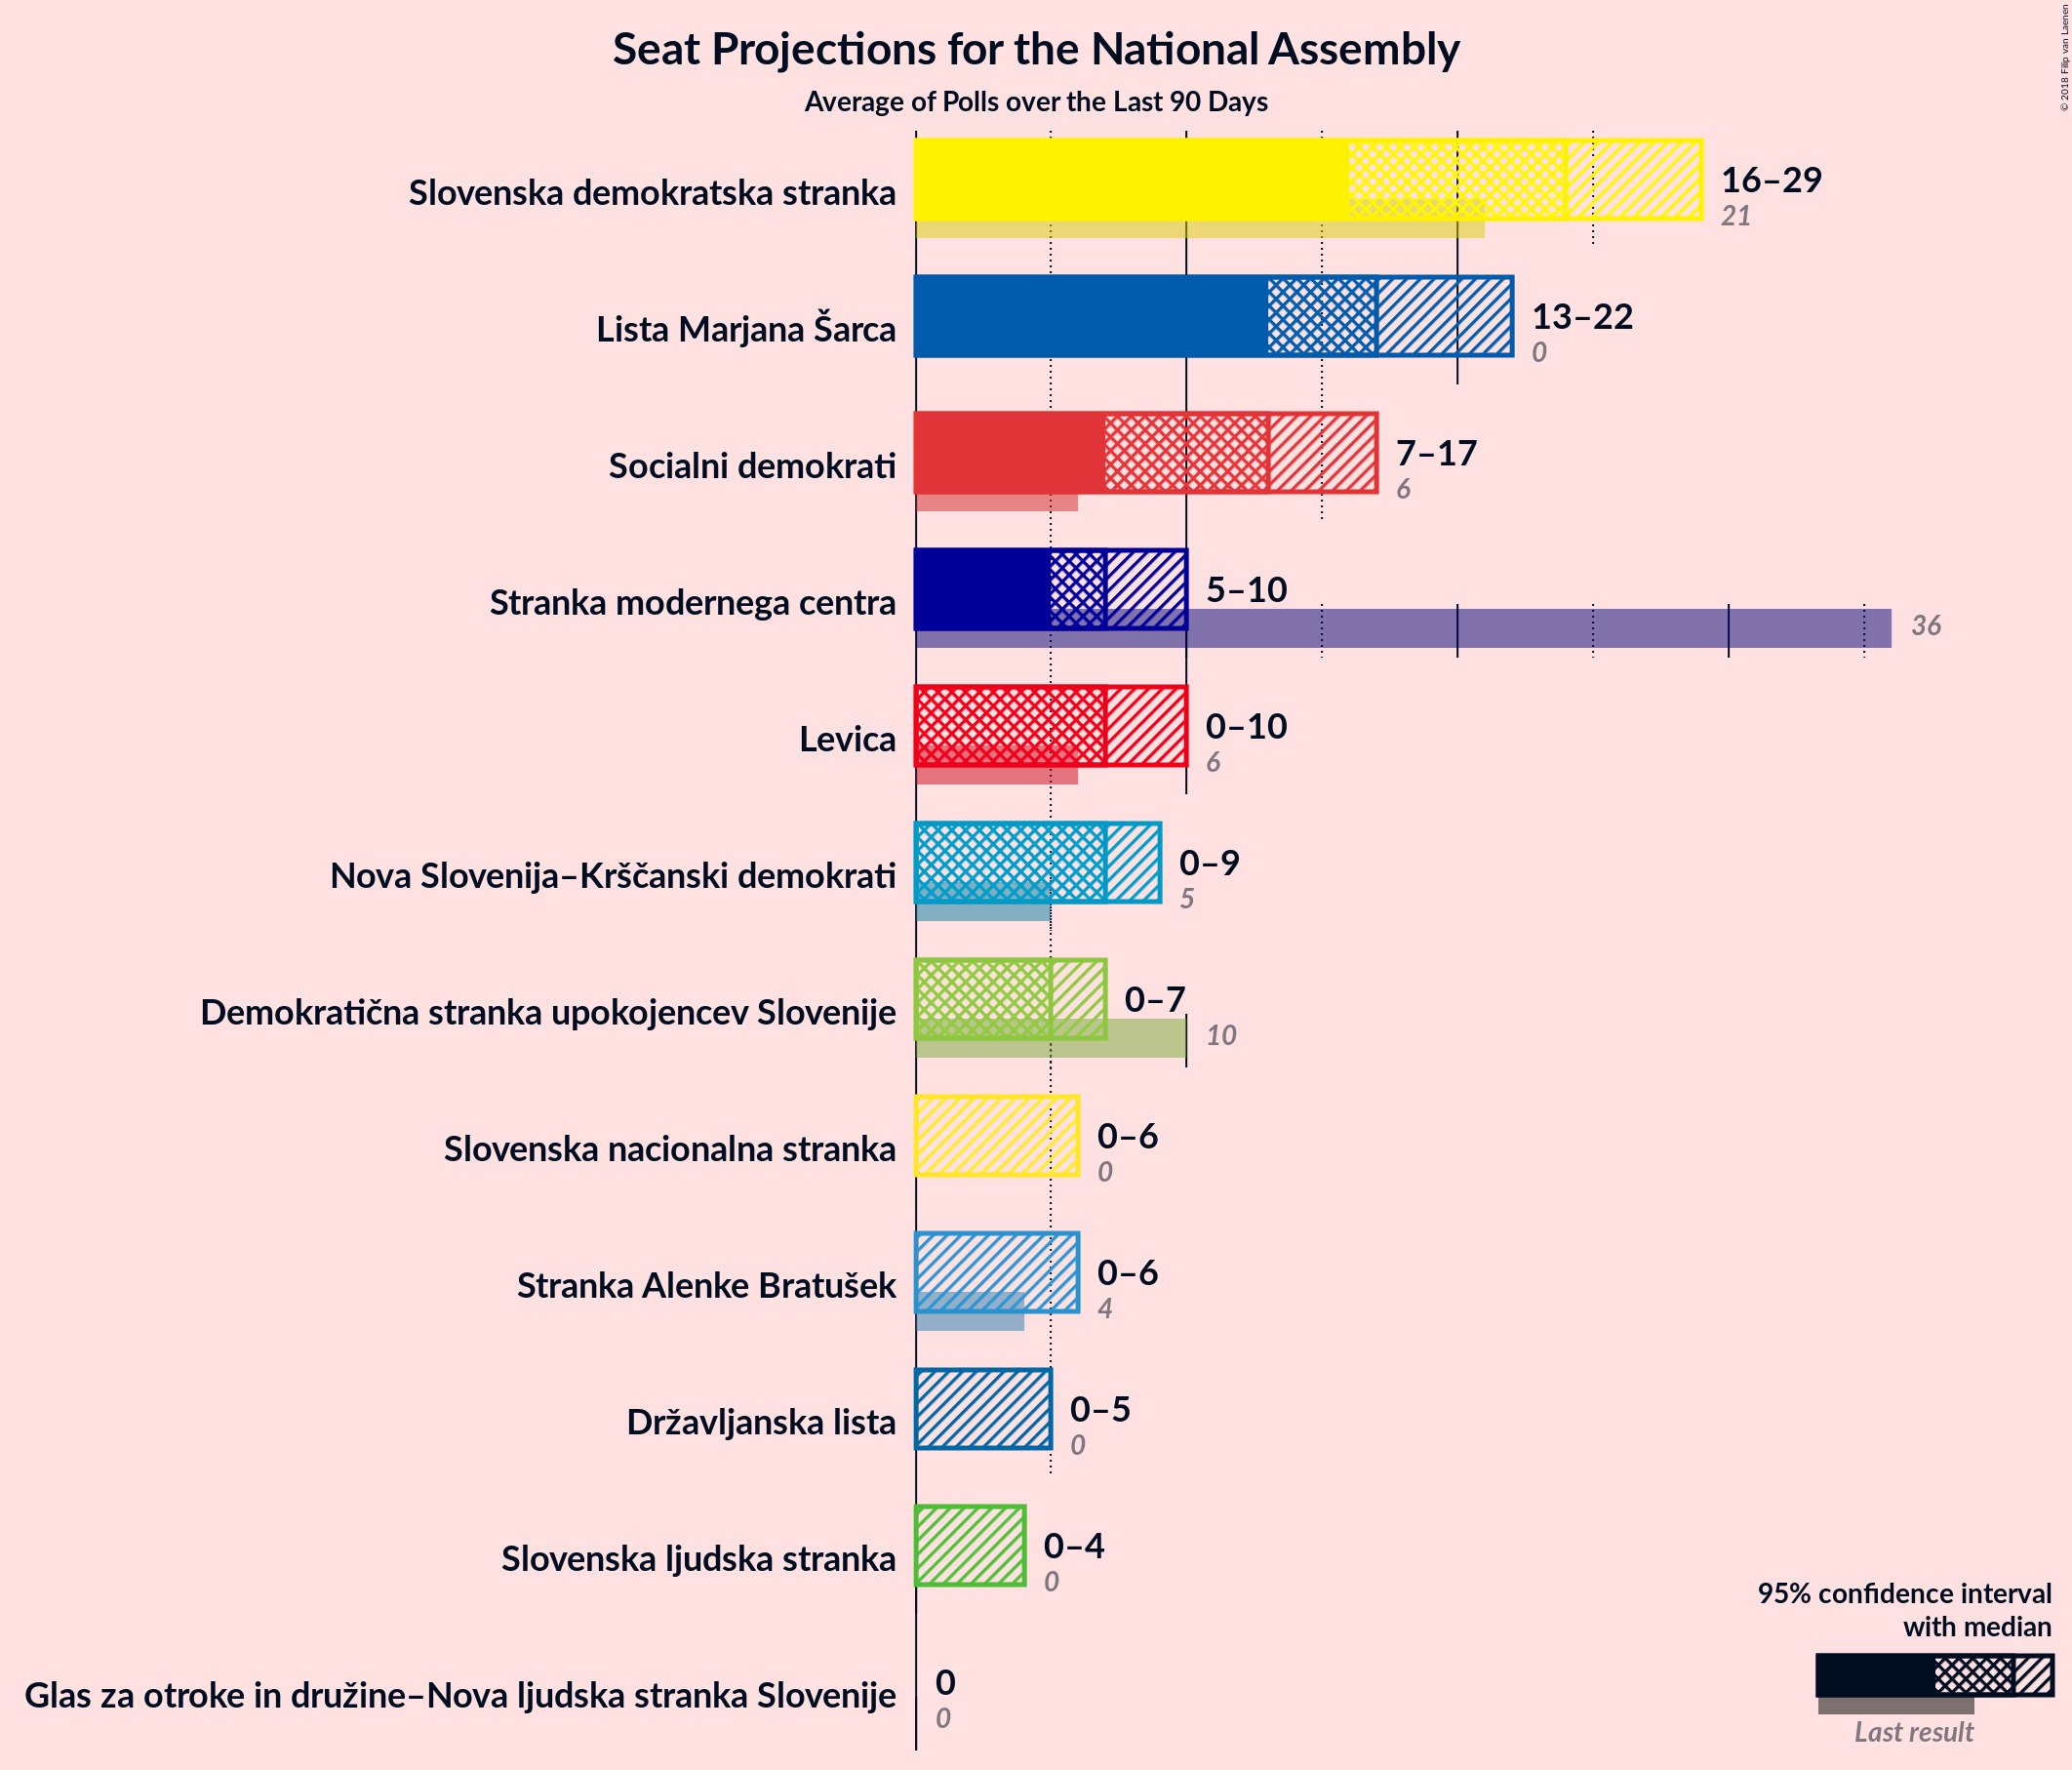 Seat Projections for the National Assembly
Average of Polls over the Last 90 Days
© 2018 Filip van Laenen
Slovenska demokratska stranka
16–29
21
Lista Marjana Šarca
13–22
0
Socialni demokrati
7–17
6
Stranka modernega centra
5–10
36
Levica
0–10
6
Nova Slovenija–Krščanski demokrati
0–9
5
Demokratična stranka upokojencev Slovenije
0–7
10
Slovenska nacionalna stranka
0–6
0
Stranka Alenke Bratušek
0–6
4
Državljanska lista
0–5
0
Slovenska ljudska stranka
0–4
0
Glas za otroke in družine–Nova ljudska stranka Slovenije
0
0
95% confidence interval
with median
Last result